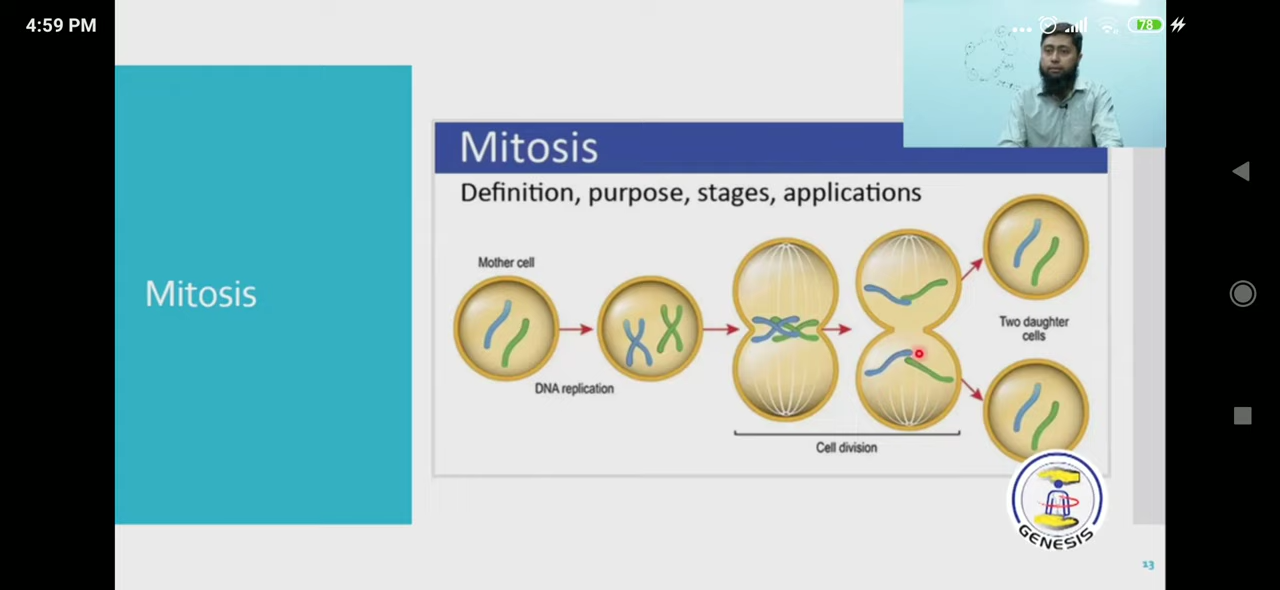 4:59 PM
78
Mitosis
Mitosis
Definition, purpose, stages, applications
Mother cell
DNA replication
Cell division
Two daughter
cells
GENESIS
13